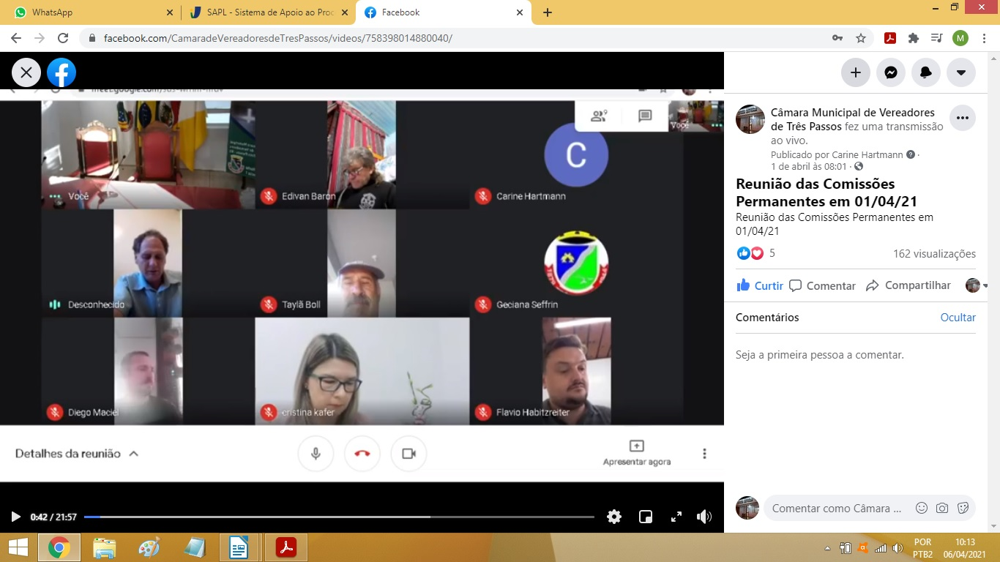 WhatsApp
SAPL - Sistema de Apoio ao Proc
Facebook
facebook.com/CamaradeVereadoresdeTresPassos/videos/758398014880040/
M
9
Você
Você
Edivan Baron
C
Carine Hartmann
Desconhecido
Taylã Boll
Geciana Seffrin
Diego Maciel
cristina kafer
Flavio Habitzreiter
Detalhes da reunião
Apresentar agora
0:42 / 21:57
Câmara Municipal de Vereadores
de Três Passos fez uma transmissão
ao vivo.
Publicado por Carine Hartmann ·
1 de abril às 08:01 ·
Reunião das Comissões
Permanentes em 01/04/21
Reunião das Comissões Permanentes em
01/04/21
5
162 visualizações
Curtir
Comentar
Compartilhar
Comentários
Ocultar
Seja a primeira pessoa a comentar.
Comentar como Câmara ...
POR
PTB2
10:13
06/04/2021